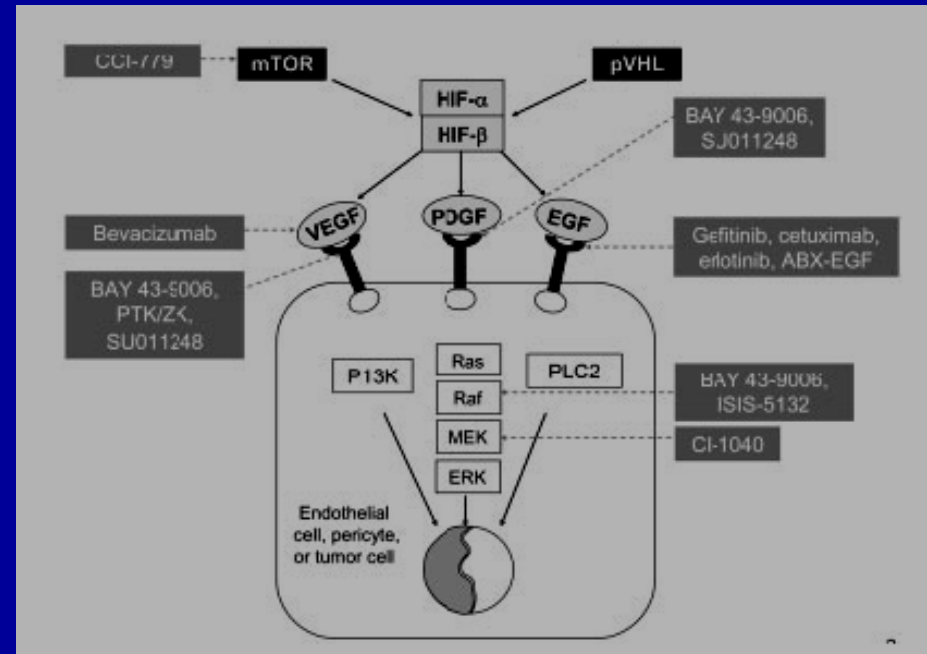 CCI-779
mTOR
pVHL
HIF-α
HIF-β
BAY 43-9006,
SJ011248
VEGF
PDGF
EGF
Bevacizumab
Gefitinib, cetuximab,
erlotinib, ABX-EGF
BAY 43-9006,
PTK/ZK,
SU011248
P13K
Ras
PLC2
Raf
BAY 43-9006,
ISIS-5132
MEK
CI-1040
ERK
Endothelial
cell, pericyte,
or tumor cell